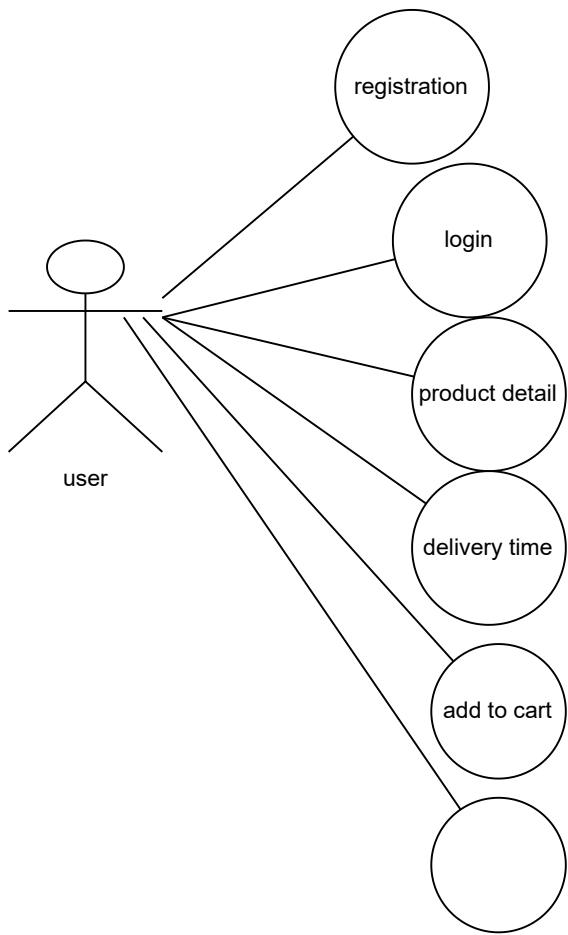 registration
login
product detail
user
delivery time
add to cart